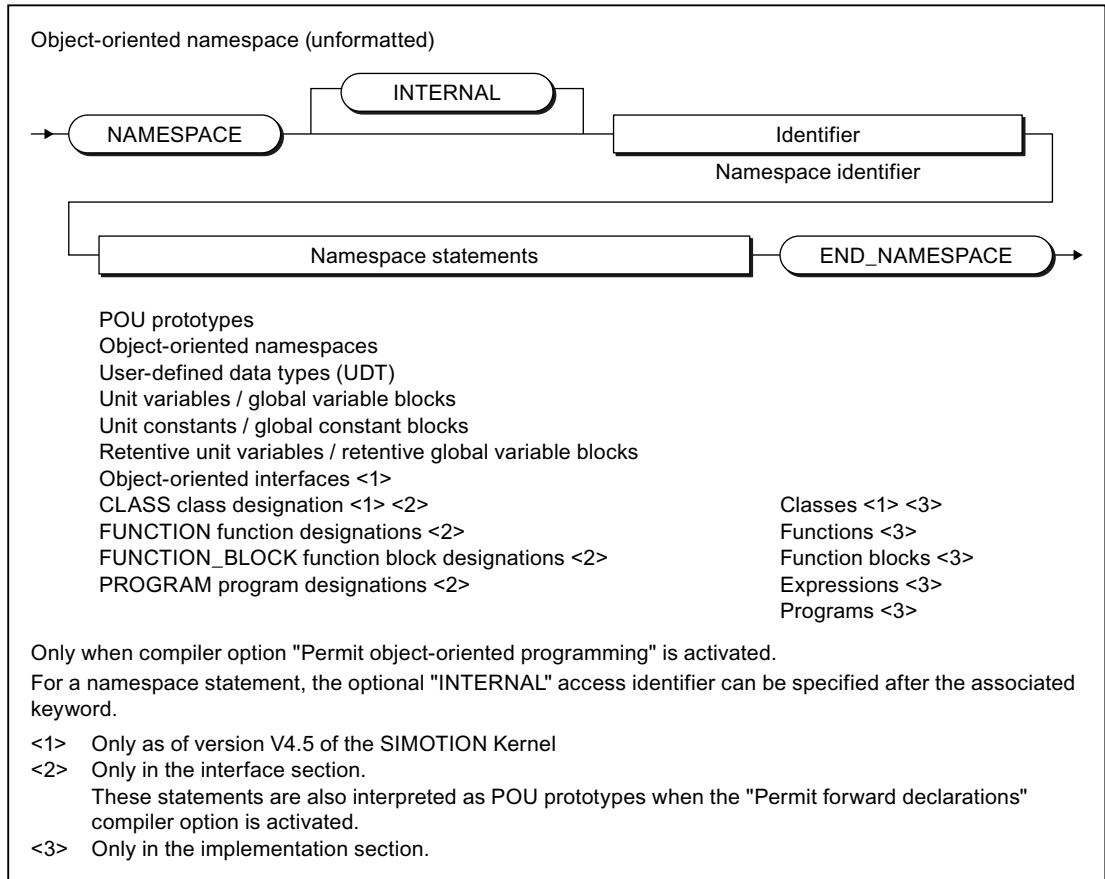 Object-oriented namespace (unformatted)
INTERNAL
NAMESPACE
Identifier
Namespace identifier
Namespace statements
END_NAMESPACE
POU prototypes
Object-oriented namespaces
User-defined data types (UDT)
Unit variables / global variable blocks
Unit constants / global constant blocks
Retentive unit variables / retentive global variable blocks
Object-oriented interfaces <1>
CLASS class designation <1> <2>
FUNCTION function designations <2>
FUNCTION_BLOCK function block designations <2>
PROGRAM program designations <2>
Classes <1> <3>
Functions <3>
Function blocks <3>
Expressions <3>
Programs <3>
Only when compiler option "Permit object-oriented programming" is activated.
For a namespace statement, the optional "INTERNAL" access identifier can be specified after the associated
keyword.
<1> Only as of version V4.5 of the SIMOTION Kernel
<2> Only in the interface section.
These statements are also interpreted as POU prototypes when the "Permit forward declarations"
compiler option is activated.
<3> Only in the implementation section.